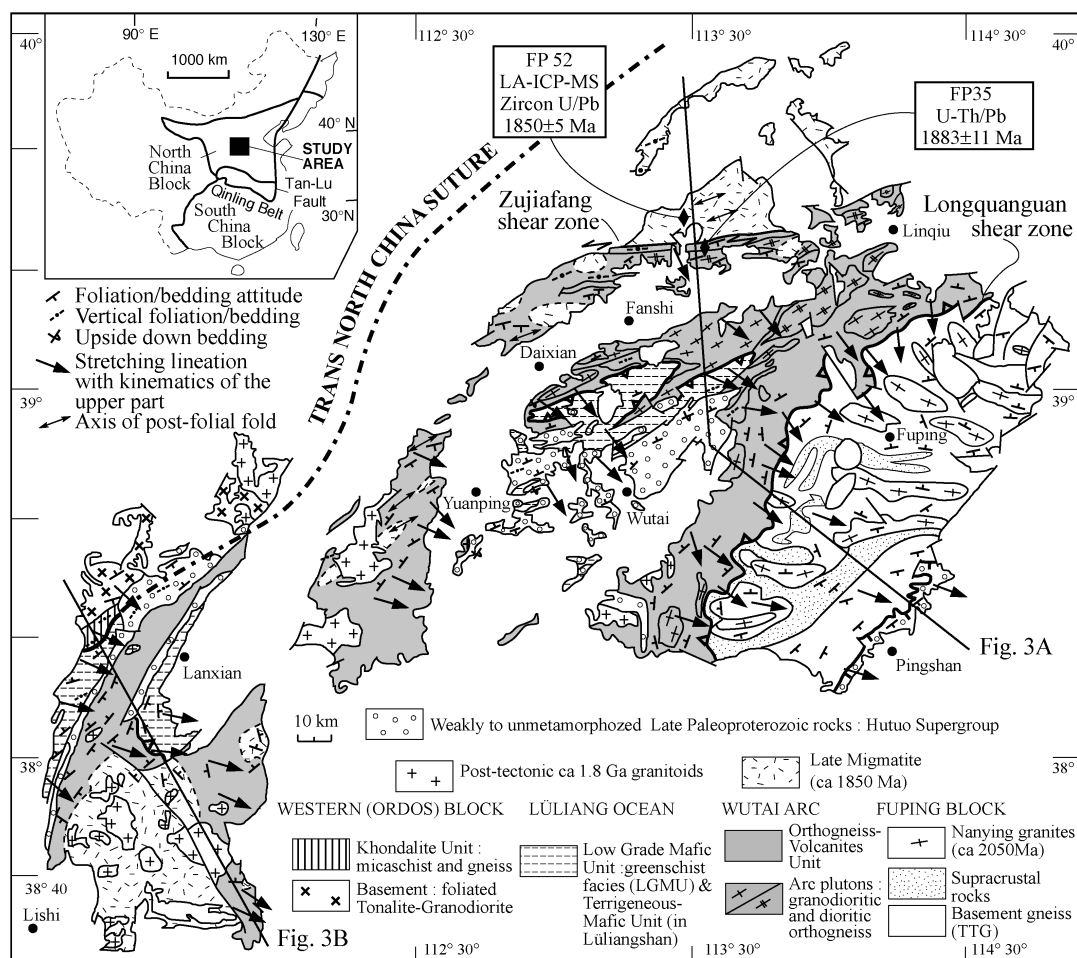 40°
90° E
130° E
112° 30°
113° 30°
114° 30°
40°
1000 km
40° N
STUDY
AREA
North
China
Block
Tan-Lu
Fault
Qinling Belt
30°N
South
China
Block
FP 52
LA-ICP-MS
Zircon U/Pb
1850±5 Ma
FP35
U-Th/Pb
1883±11 Ma
TRANS NORTH CHINA SUTURE
Zujiafang
shear zone
Longquanguan
shear zone
Linqiu
Foliation/bedding attitude
Vertical foliation/bedding
Upside down bedding
Stretching lineation
with kinematics of the
upper part
Axis of post-folial fold
Fanshi
Daixian
39°
39°
Fuping
Yuanping
Wutai
Lanxian
Fig. 3A
Pingshan
10 km
Weakly to unmetamorphozed Late Paleoproterozoic rocks : Hutuo Supergroup
38°
38°
Post-tectonic ca 1.8 Ga granitoids
Late Migmatite
(ca 1850 Ma)
WESTERN (ORDOS) BLOCK
Khondalite Unit :
micaschist and gneiss
Basement : foliated
Tonalite-Granodiorite
LÜLIANG OCEAN
Low Grade Mafic
Unit :greenschist
facies (LGMU) &
Terrigeneous-
Mafic Unit (in
Lüliangshan)
WUTAI ARC
Orthogneiss-
Volcanites
Unit
Arc plutons :
granodioritic
and dioritic
orthogneiss
FUPING BLOCK
Nanying granites
(ca 2050Ma)
Supracrustal
rocks
Basement gneiss
(TTG)
38° 40
Lishi
Fig. 3B
112° 30°
113° 30°
114° 30°